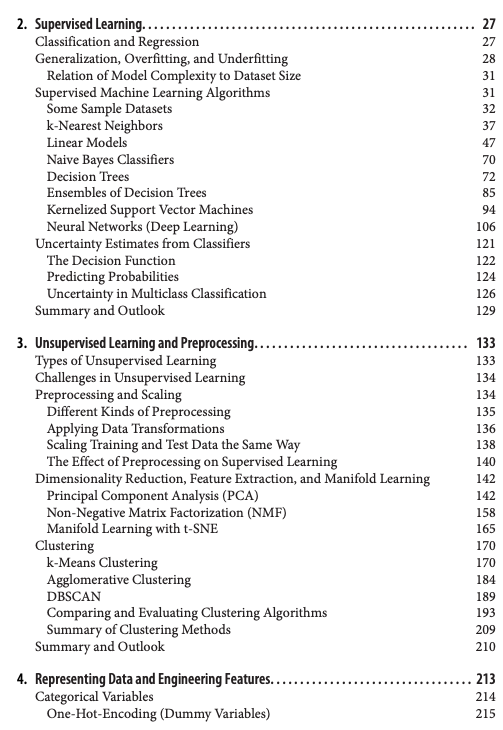 2. Supervised Learning. . . . . . . . . . . . . . . . . . . . . . . . . . . . . . . . . . . . . . . . . . . . . . . . . . . . 27
Classification and Regression 27
Generalization, Overfitting, and Underfitting 28
Relation of Model Complexity to Dataset Size 31
Supervised Machine Learning Algorithms 31
Some Sample Datasets 32
k-Nearest Neighbors 37
Linear Models 47
Naive Bayes Classifiers 70
Decision Trees 72
Ensembles of Decision Trees 85
Kernelized Support Vector Machines 94
Neural Networks (Deep Learning) 106
Uncertainty Estimates from Classifiers 121
The Decision Function 122
Predicting Probabilities 124
Uncertainty in Multiclass Classification 126
Summary and Outlook 129
3. Unsupervised Learning and Preprocessing. . . . . . . . . . . . . . . . . . . . . . . . . . . . . . . . . 133
Types of Unsupervised Learning 133
Challenges in Unsupervised Learning 134
Preprocessing and Scaling 134
Different Kinds of Preprocessing 135
Applying Data Transformations 136
Scaling Training and Test Data the Same Way 138
The Effect of Preprocessing on Supervised Learning 140
Dimensionality Reduction, Feature Extraction, and Manifold Learning 142
Principal Component Analysis (PCA) 142
Non-Negative Matrix Factorization (NMF) 158
Manifold Learning with t-SNE 165
Clustering 170
k-Means Clustering 170
Agglomerative Clustering 184
DBSCAN 189
Comparing and Evaluating Clustering Algorithms 193
Summary of Clustering Methods 209
Summary and Outlook 210
4. Representing Data and Engineering Features. . . . . . . . . . . . . . . . . . . . . . . . . . . . . . . 213
Categorical Variables 214
One-Hot-Encoding (Dummy Variables) 215